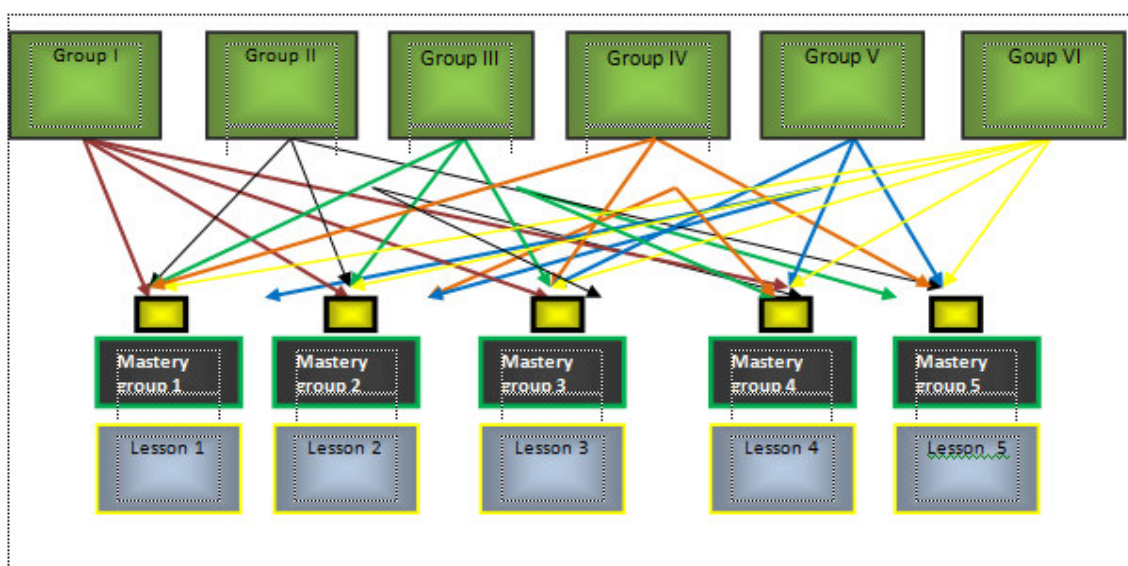 Group I
Group II
Group III
Group IV
Group V
Goup VI
Mastery
group 1
Mastery
group 2
Mastery
group 3
Mastery
group 4
Mastery
group 5
Lesson 1
Lesson 2
Lesson 3
Lesson 4
Lesson 5